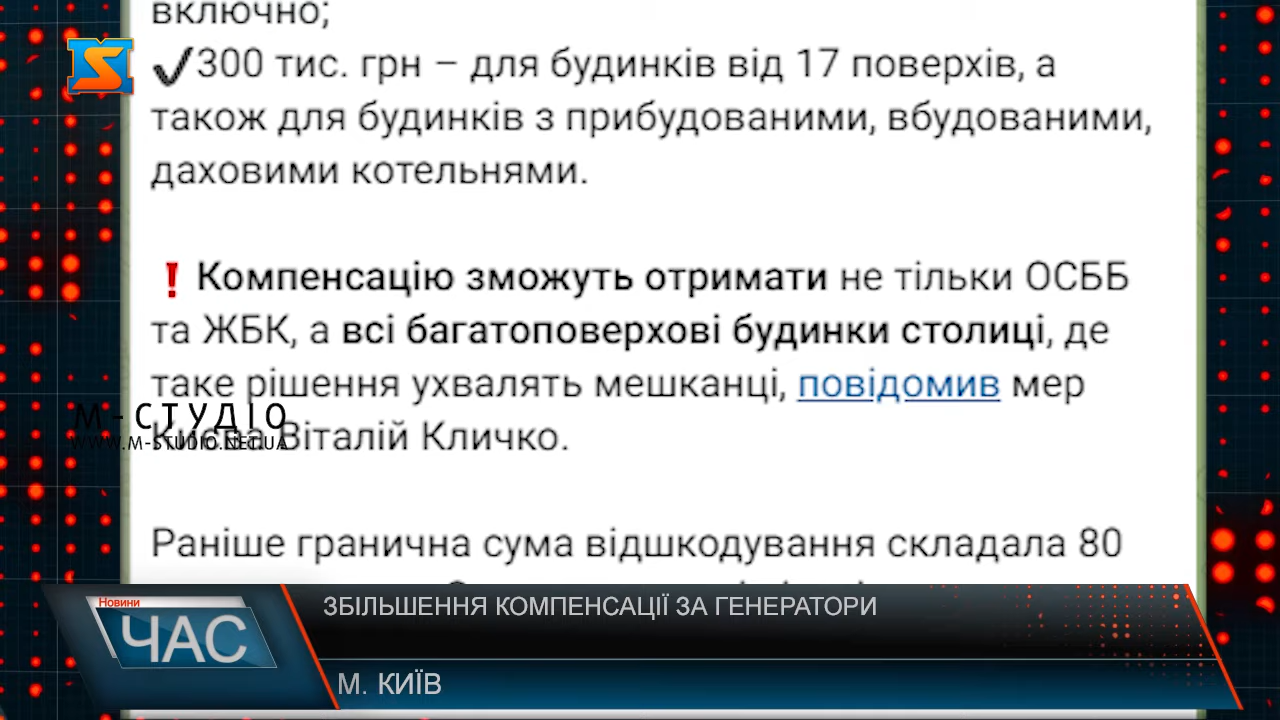 включно;
✔300 тис. грн – для будинків від 17 поверхів, а
також для будинків з прибудованими, вбудованими,
даховими котельнями.
❗Компенсацію зможуть отримати не тільки ОСББ
та ЖБК, а всі багатоповерхові будинки столиці, де
таке рішення ухвалять мешканці, повідомив мер
Києва Віталій Кличко.
М-СТУДІО
WWW.M-STUDIO.NET.UA
Раніше гранична сума відшкодування складала 80
Новини
ЧАС
ЗБІЛЬШЕННЯ КОМПЕНСАЦІЇ ЗА ГЕНЕРАТОРИ
М. КИЇВ